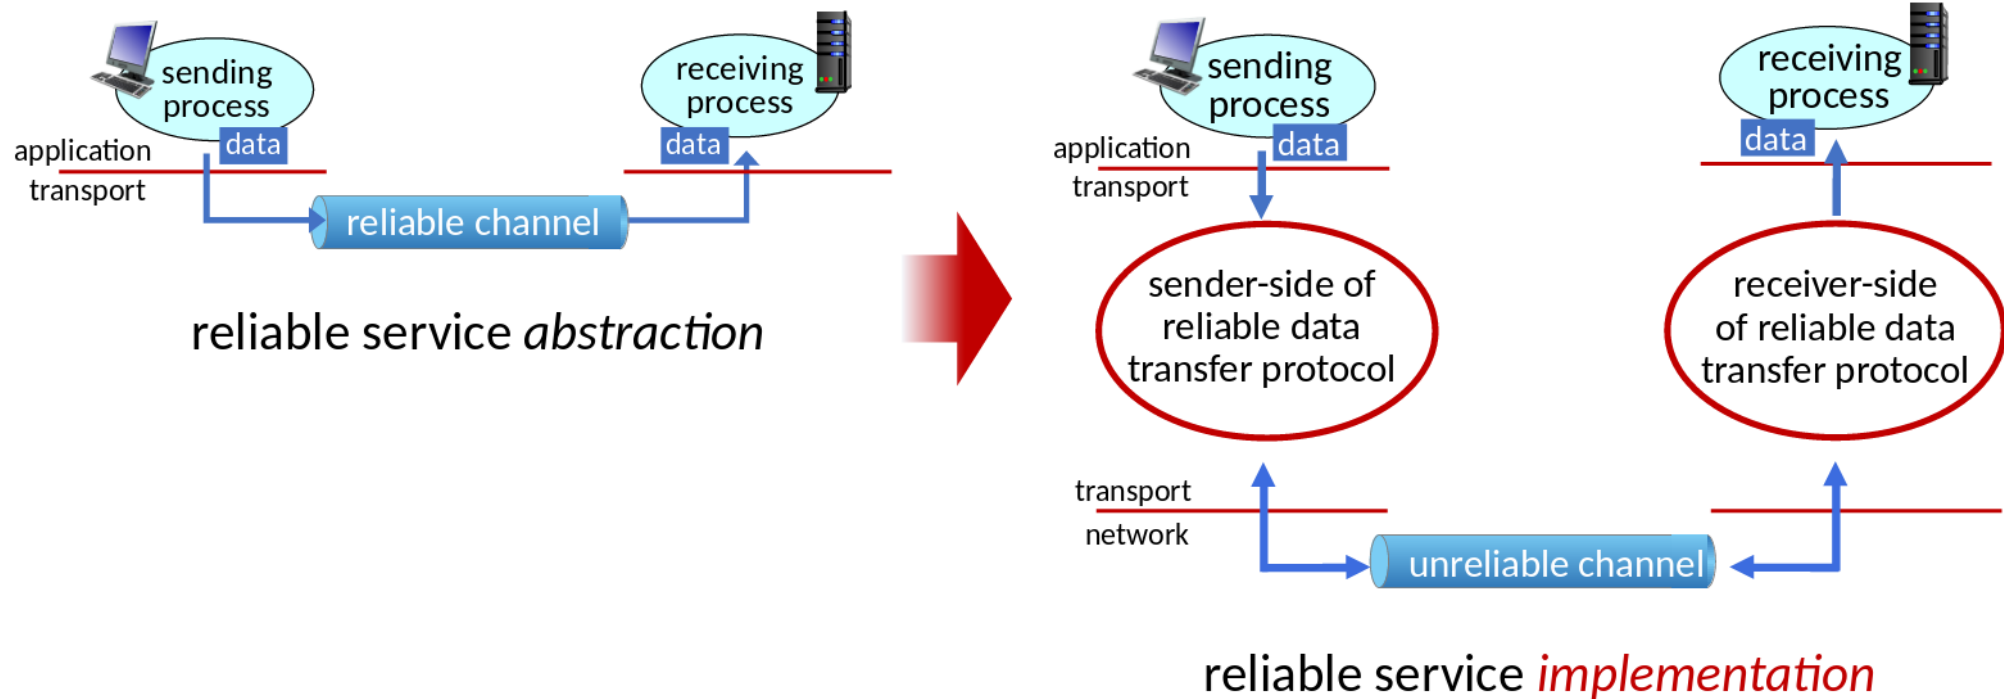 sending
process
data
application
transport
receiving
process
data
reliable channel
reliable service abstraction
sending
process
data
application
transport
receiving
process
data
sender-side of
reliable data
transfer protocol
receiver-side
of reliable data
transfer protocol
transport
network
unreliable channel
reliable service implementation